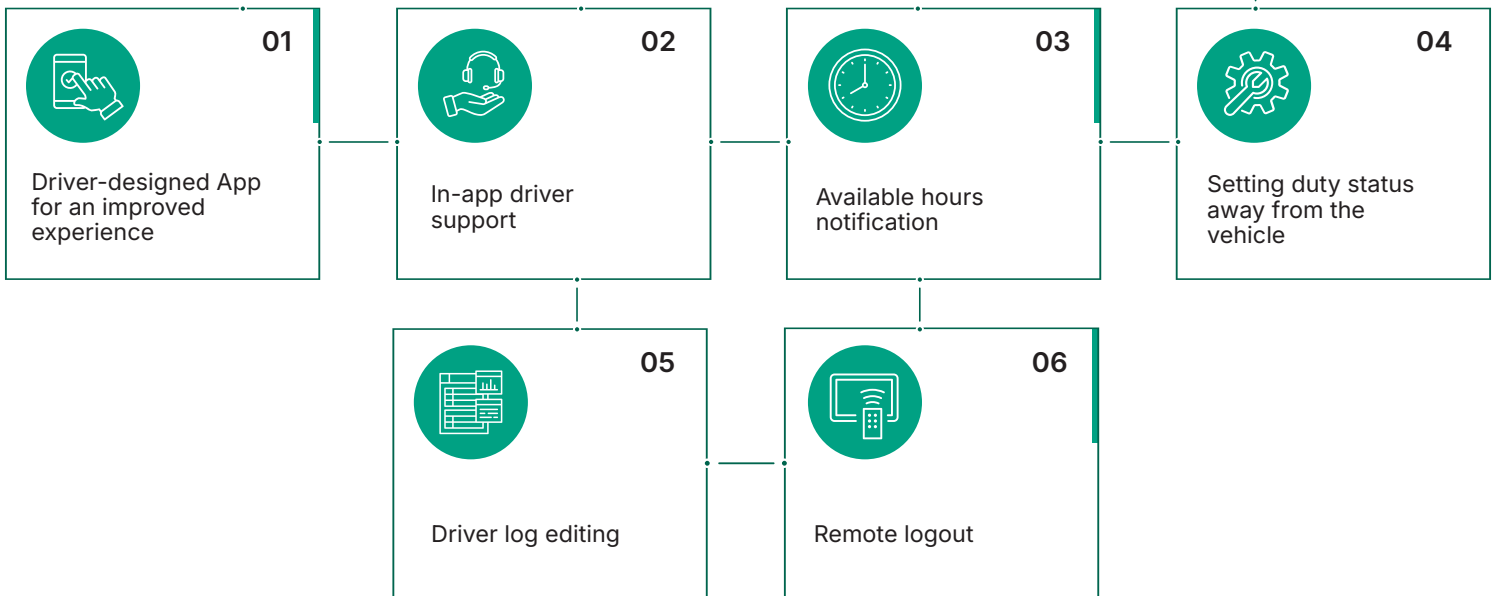 01
Driver-designed App
for an improved
experience
02
In-app driver
support
03
Available hours
notification
04
Setting duty status
away from the
vehicle
05
Driver log editing
06
Remote logout